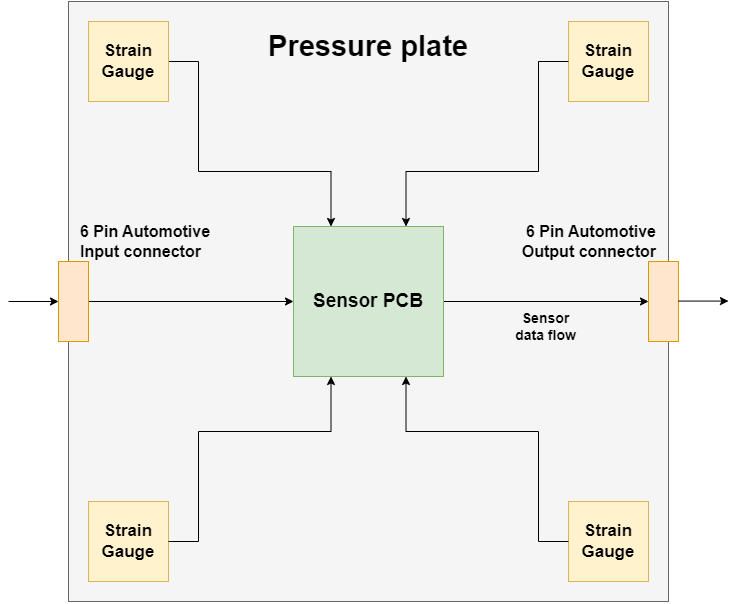 Pressure plate
Strain
Gauge
Strain
Gauge
6 Pin Automotive
Input connector
6 Pin Automotive
Output connector
Sensor PCB
Sensor
data flow
Strain
Gauge
Strain
Gauge